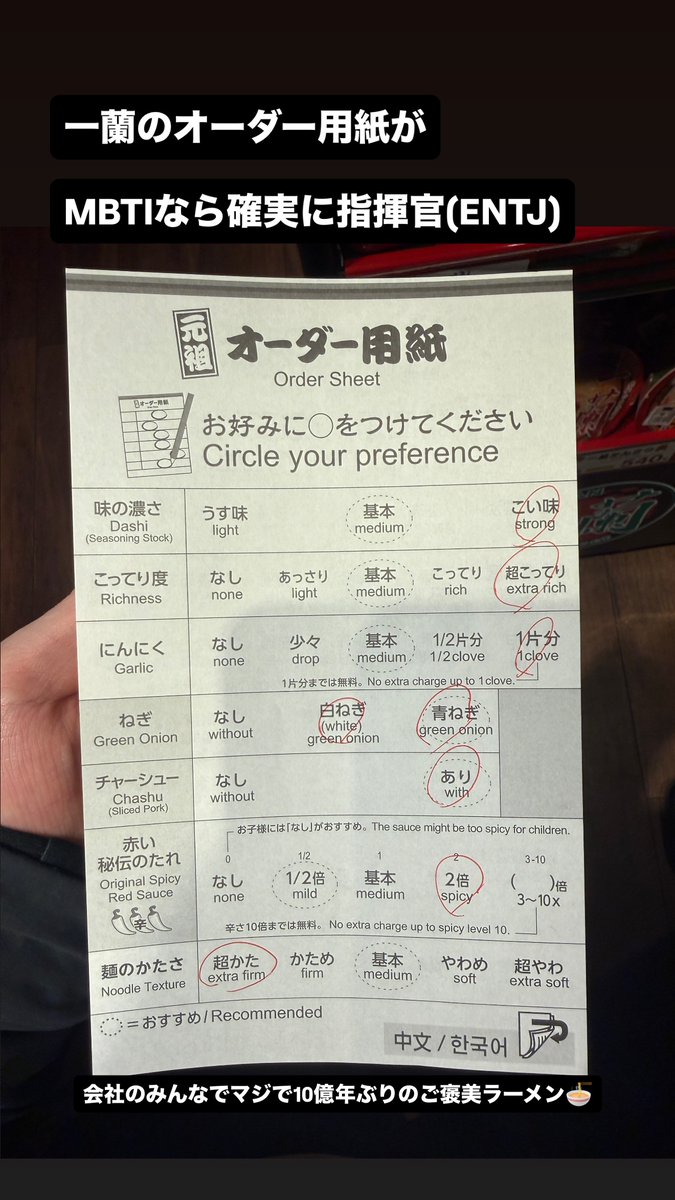 一蘭のオーダー用紙が
MBTIなら確実に指揮官(ENTJ)
元祖 オーダー用紙
Order Sheet
お好みに○をつけてください
Circle your preference
味の濃さ うす味 基本 こい味
Dashi light medium strong
(Seasoning Stock)
こってり度 なし あっさり 基本 こってり 超こってり
Richness none light medium rich extra rich
にんにく なし 少々 基本 1/2片分 1片分
Garlic none drop medium 1/2clove 1clove
1片分までは無料。No extra charge up to 1clove.
ねぎ なし 白ねぎ 青ねぎ
Green Onion without (white) green onion green onion
チャーシュー なし あり
Chashu without with
(Sliced Pork)
お子様には「なし」がおすすめ。The sauce might be too spicy for children.
赤い
秘伝のたれ
Original Spicy
Red Sauce
辛
0 1/2 1 2 3-10
なし 1/2倍 基本 2倍 ( )倍
none mild medium spicy 3~10x
辛さ10倍までは無料。No extra charge up to spicy level 10.
麺のかたさ 超かた かため 基本 やわめ 超やわ
Noodle Texture extra firm firm medium soft extra soft
=おすすめ/Recommended
中文/한국어
540
会社のみんなでマジで10億年ぶりのご褒美ラーメン🍜